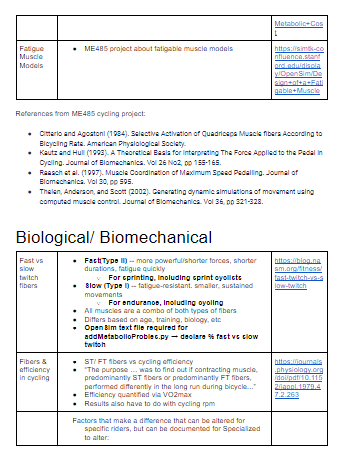 Metabolic+Cos
t
Fatigue
Muscle
Models
ME485 project about fatigable muscle models
https://simtk-co
nfluence.stanf
ord.edu/displa
y/OpenSim/De
sign+of+a+Fati
gable+Muscle
References from ME485 cycling project:
Citterio and Agostoni (1984). Selective Activation of Quadriceps Muscle fibers According to
Bicycling Rate. American Physiological Society.
Kautz and Hull (1993). A Theoretical Basis for Interpreting The Force Applied to the Pedal in
Cycling. Journal of Biomechanics. Vol 26 No2, pp 155-165.
Raasch et al. (1997). Muscle Coordination of Maximum Speed Pedalling. Journal of
Biomechanics. Vol 30, pp 595.
Thelen, Anderson, and Scott (2002). Generating dynamic simulations of movement using
computed muscle control. Journal of Biomechanics. Vol 36, pp 321-328.
Biological/ Biomechanical
Fast vs
slow
twitch
fibers
Fast(Type II) -- more powerful/shorter forces, shorter
durations, fatigue quickly
For sprinting, including sprint cyclists
Slow (Type I) -- fatigue-resistant. smaller, sustained
movements
For endurance, including cycling
All muscles are a combo of both types of fibers
Differs based on age, training, biology, etc
OpenSim text file required for
addMetabolicProbles.py → declare % fast vs slow
twitch
https://blog.na
sm.org/fitness/
fast-twitch-vs-s
low-twitch
Fibers &
efficiency
in cycling
ST/ FT fibers vs cycling efficiency
"The purpose … was to find out if contracting muscle,
predominantly ST fibers or predominantly FT fibers,
performed differently in the long run during bicycle..."
Efficiency quantified via VO2max
Results also have to do with cycling rpm
https://journals
.physiology.org
/doi/pdf/10.115
2/jappl.1979.4
7.2.263
Factors that make a difference that can be altered for
specific riders, but can be documented for Specialized
to alter: